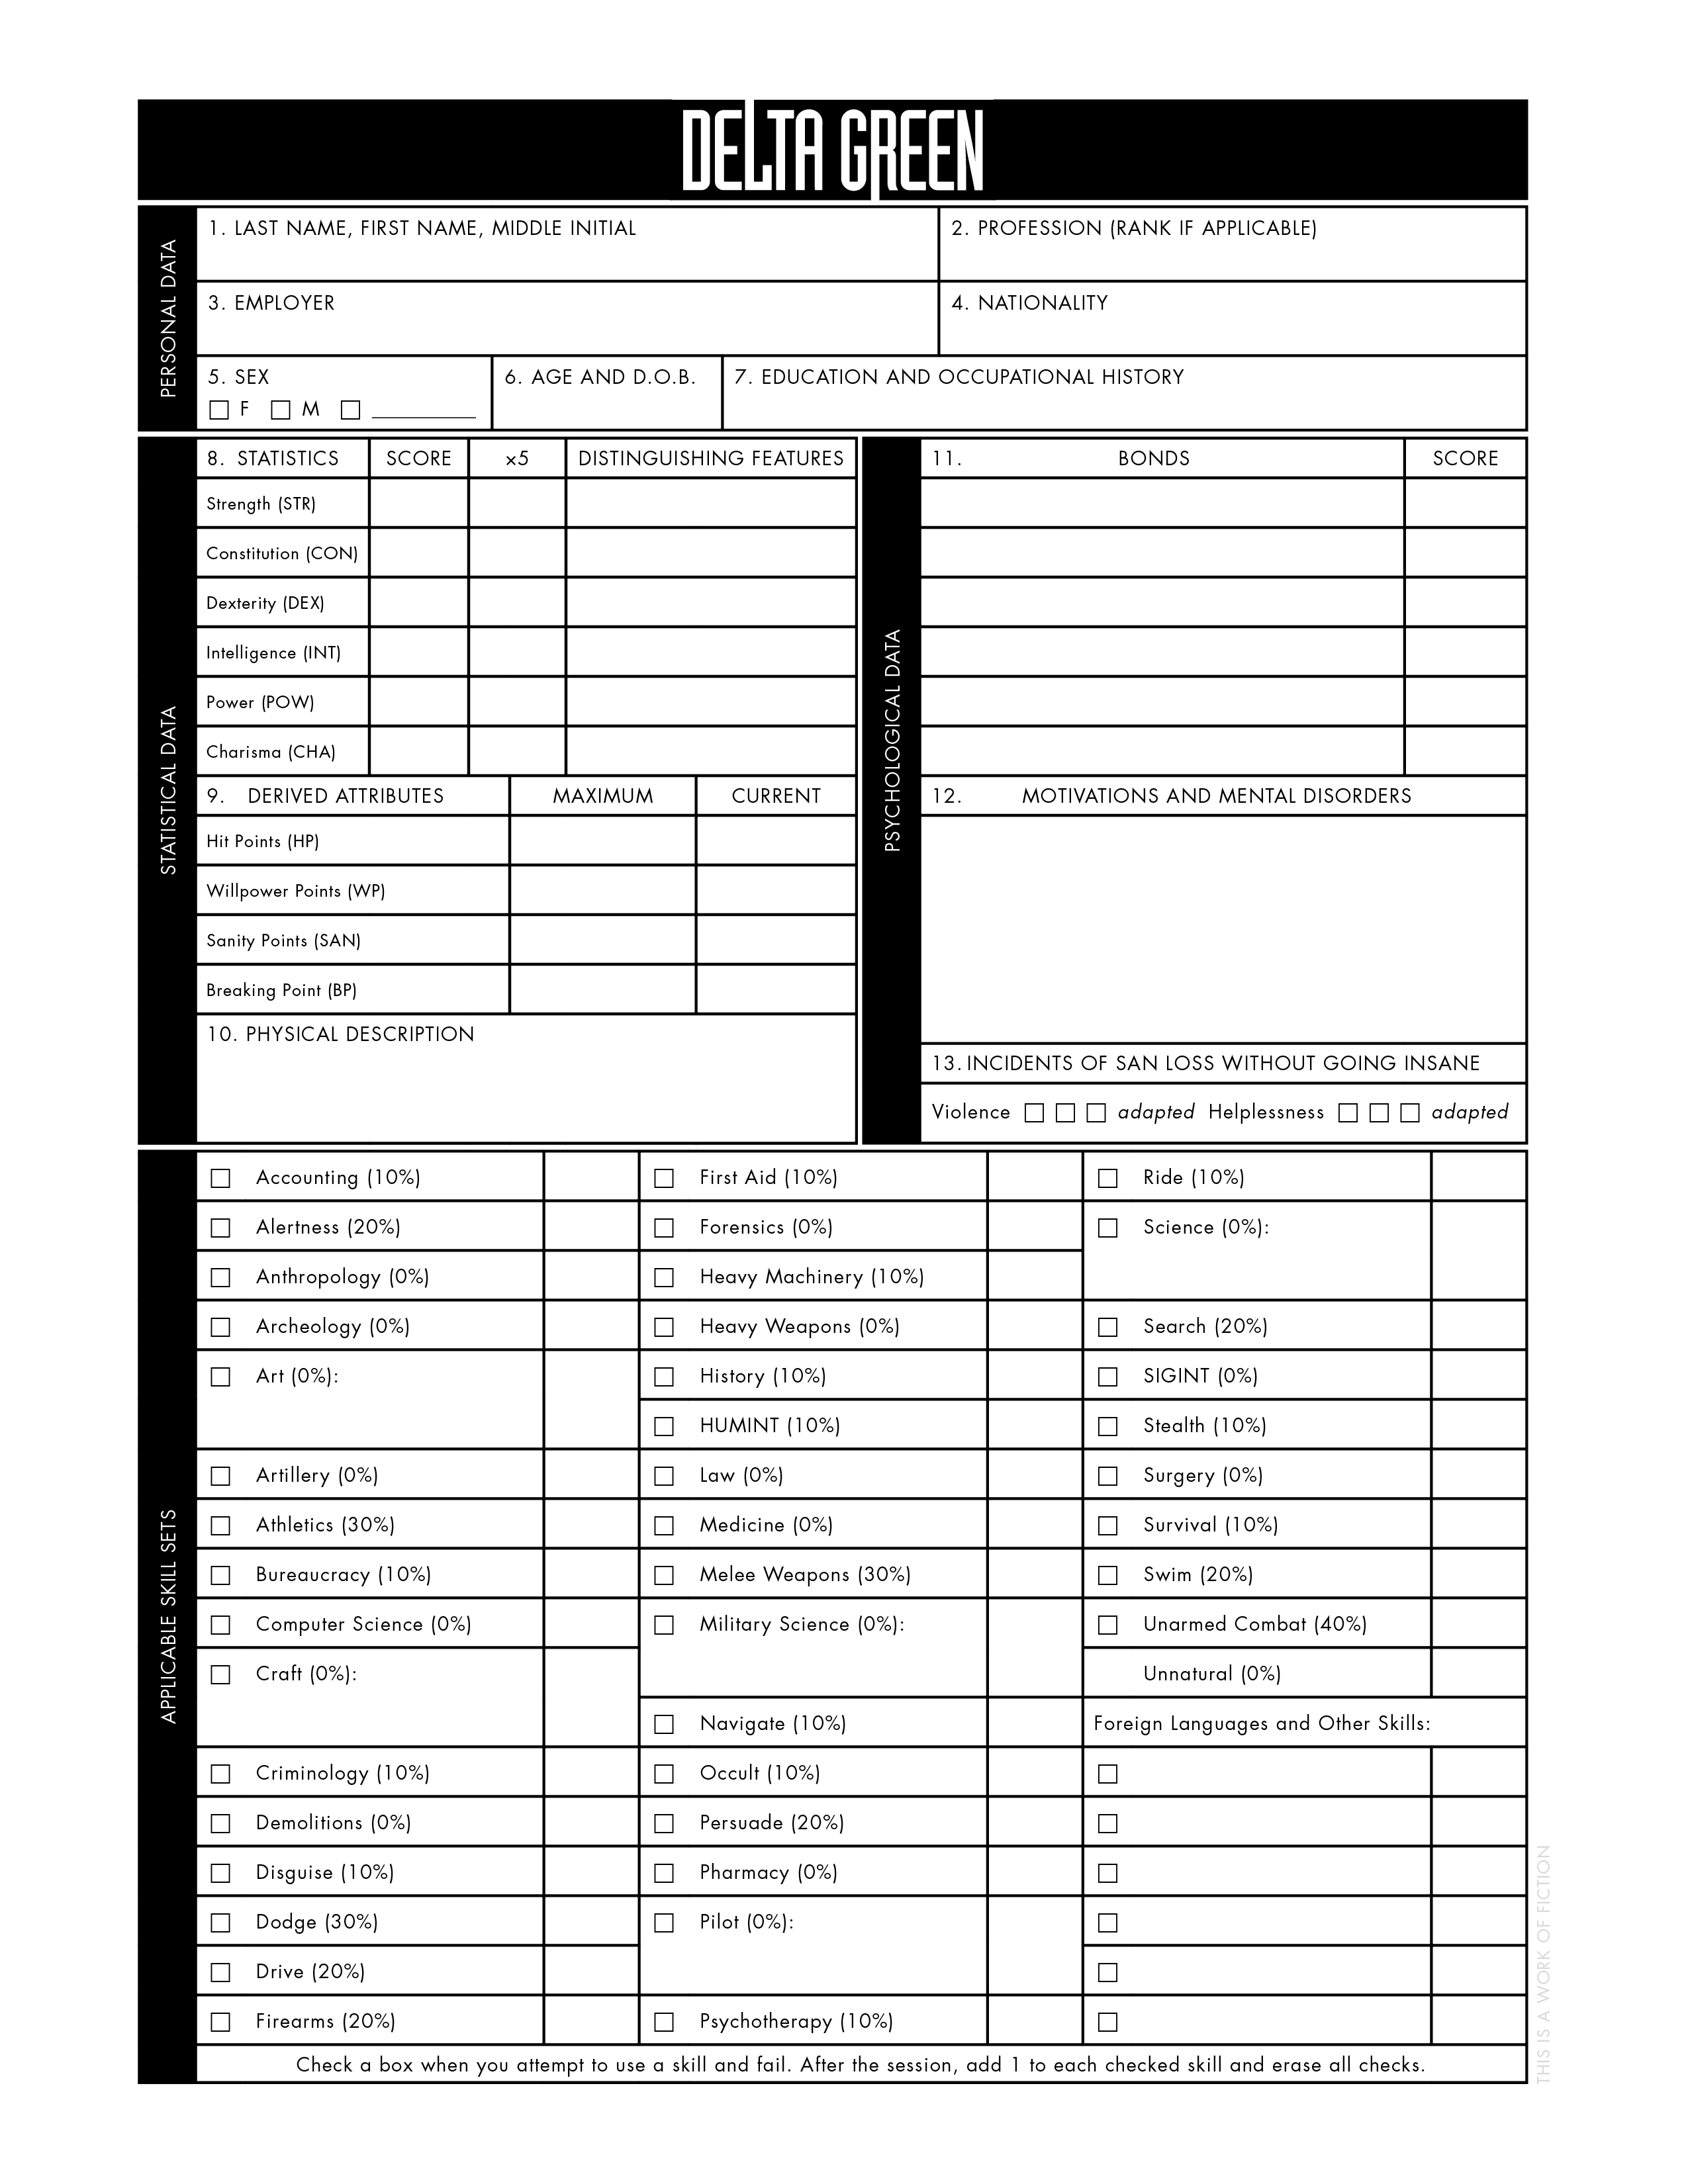 DELTA GREEN
PERSONAL DATA
1. LAST NAME, FIRST NAME, MIDDLE INITIAL
2. PROFESSION (RANK IF APPLICABLE)
3. EMPLOYER
4. NATIONALITY
5. SEX
F M
6. AGE AND D.O.B.
7. EDUCATION AND OCCUPATIONAL HISTORY
STATISTICAL DATA
8. STATISTICS SCORE ×5 DISTINGUISHING FEATURES
Strength (STR)
Constitution (CON)
Dexterity (DEX)
Intelligence (INT)
Power (POW)
Charisma (CHA)
9. DERIVED ATTRIBUTES MAXIMUM CURRENT
Hit Points (HP)
Willpower Points (WP)
Sanity Points (SAN)
Breaking Point (BP)
10. PHYSICAL DESCRIPTION
PSYCHOLOGICAL DATA
11. BONDS SCORE
12. MOTIVATIONS AND MENTAL DISORDERS
13. INCIDENTS OF SAN LOSS WITHOUT GOING INSANE
Violence adapted Helplessness adapted
APPLICABLE SKILL SETS
Accounting (10%)
Alertness (20%)
Anthropology (0%)
Archeology (0%)
Art (0%):
Artillery (0%)
Athletics (30%)
Bureaucracy (10%)
Computer Science (0%)
Craft (0%):
Criminology (10%)
Demolitions (0%)
Disguise (10%)
Dodge (30%)
Drive (20%)
Firearms (20%)
First Aid (10%)
Forensics (0%)
Heavy Machinery (10%)
Heavy Weapons (0%)
History (10%)
HUMINT (10%)
Law (0%)
Medicine (0%)
Melee Weapons (30%)
Military Science (0%):
Navigate (10%)
Occult (10%)
Persuade (20%)
Pharmacy (0%)
Pilot (0%):
Psychotherapy (10%)
Ride (10%)
Science (0%):
Search (20%)
SIGINT (0%)
Stealth (10%)
Surgery (0%)
Survival (10%)
Swim (20%)
Unarmed Combat (40%)
Unnatural (0%)
Foreign Languages and Other Skills:
Check a box when you attempt to use a skill and fail. After the session, add 1 to each checked skill and erase all checks.
THIS IS A WORK OF FICTION